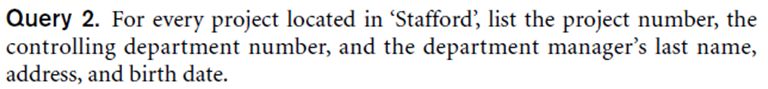 Query 2. For every project located in ‘Stafford’, list the project number, the
controlling department number, and the department manager’s last name,
address, and birth date.